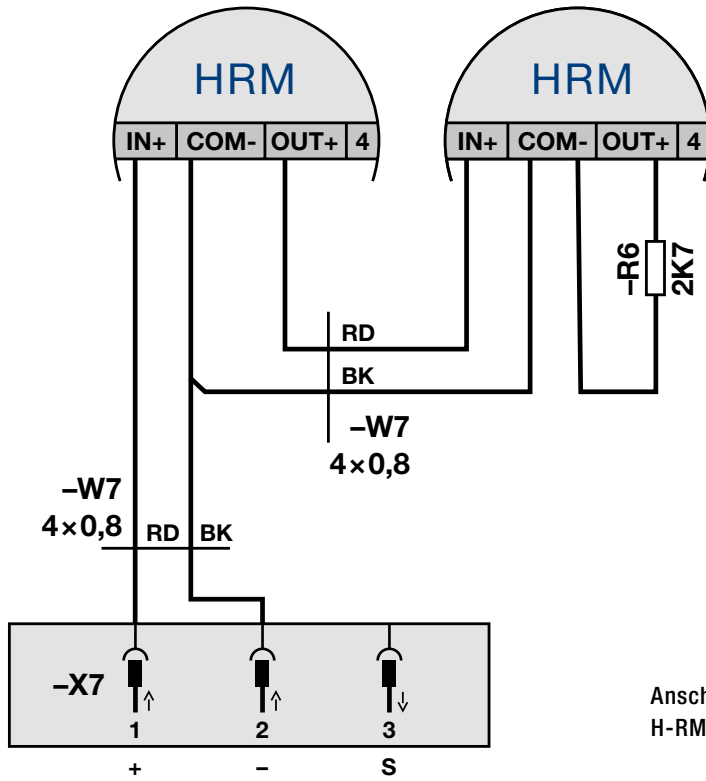 HRM HRM
IN+ COM- OUT+ 4 IN+ COM- OUT+ 4
–R6
2K7
RD
BK
–W7
4×0,8
–W7
4×0,8 RD BK
–X7
1 2 3
+ – S
H-RM